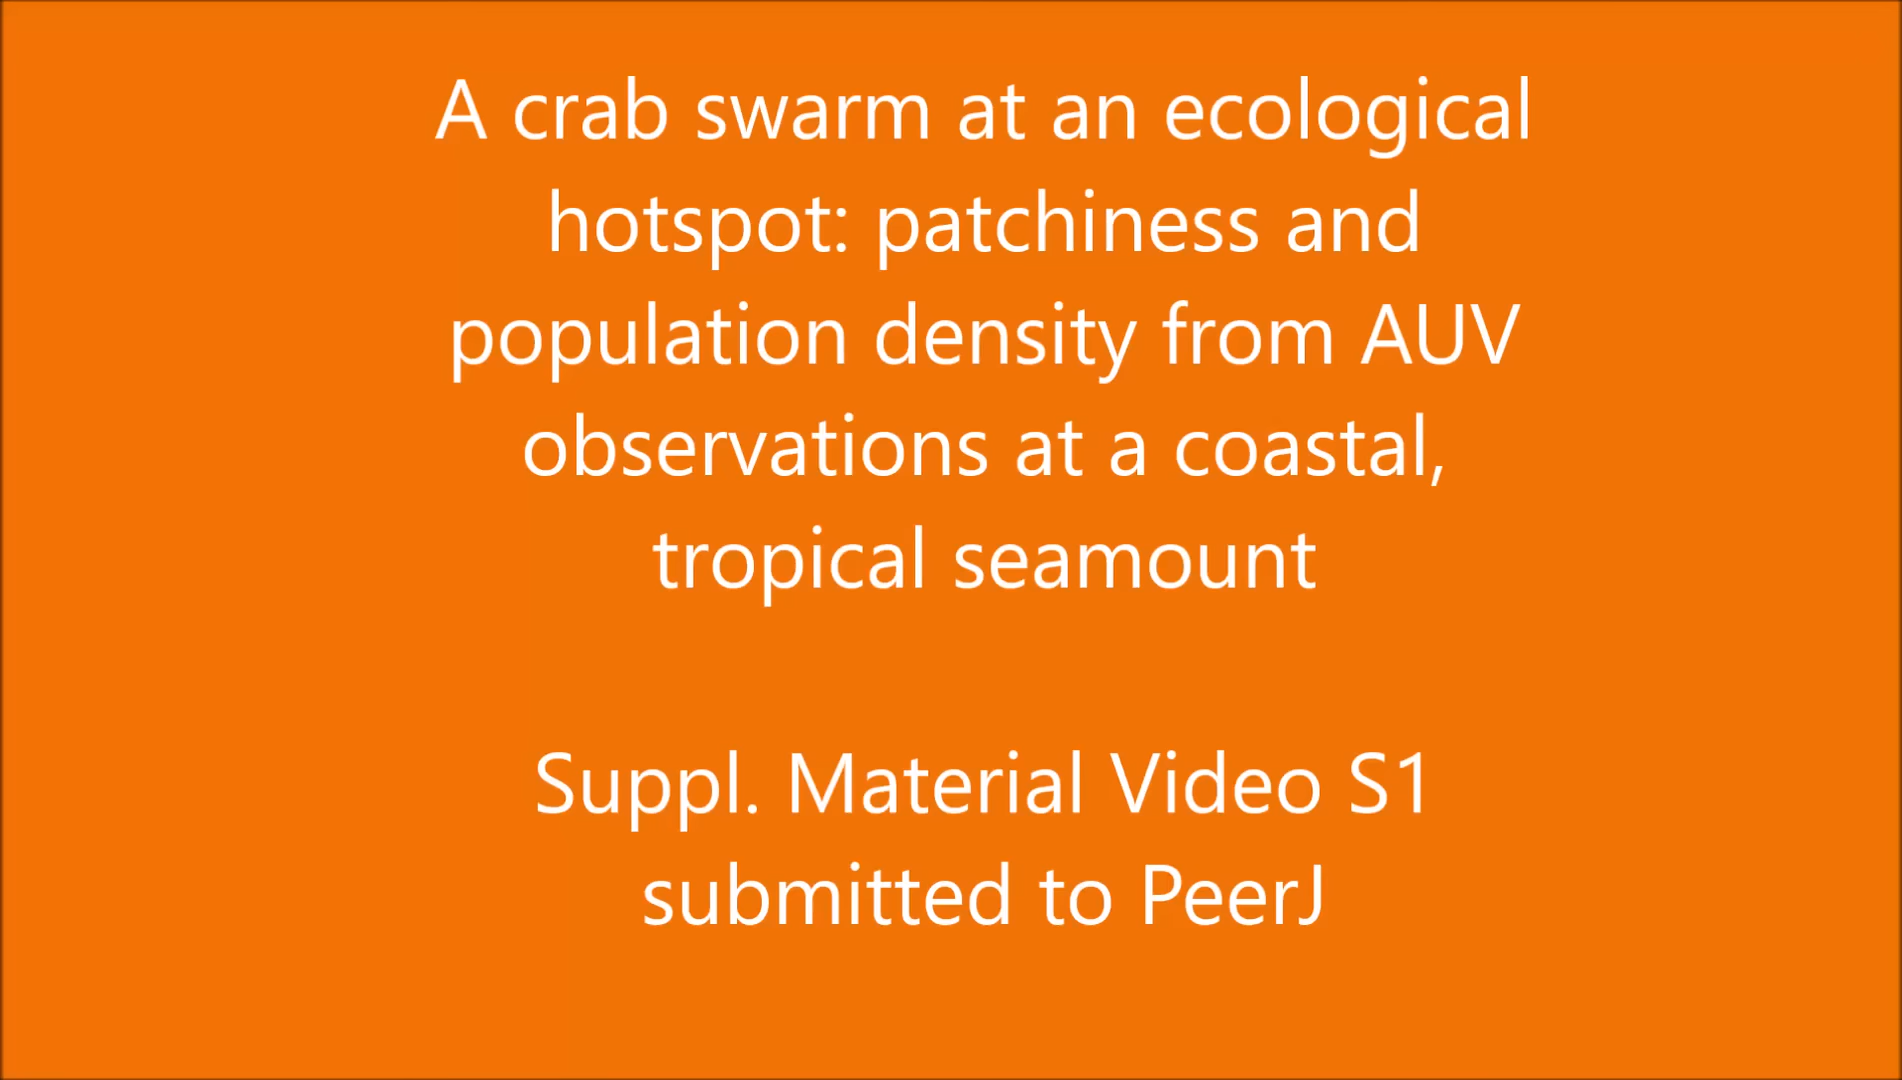 A crab swarm at an ecological
hotspot: patchiness and
population density from AUV
observations at a coastal,
tropical seamount
Suppl. Material Video S1
submitted to PeerJ